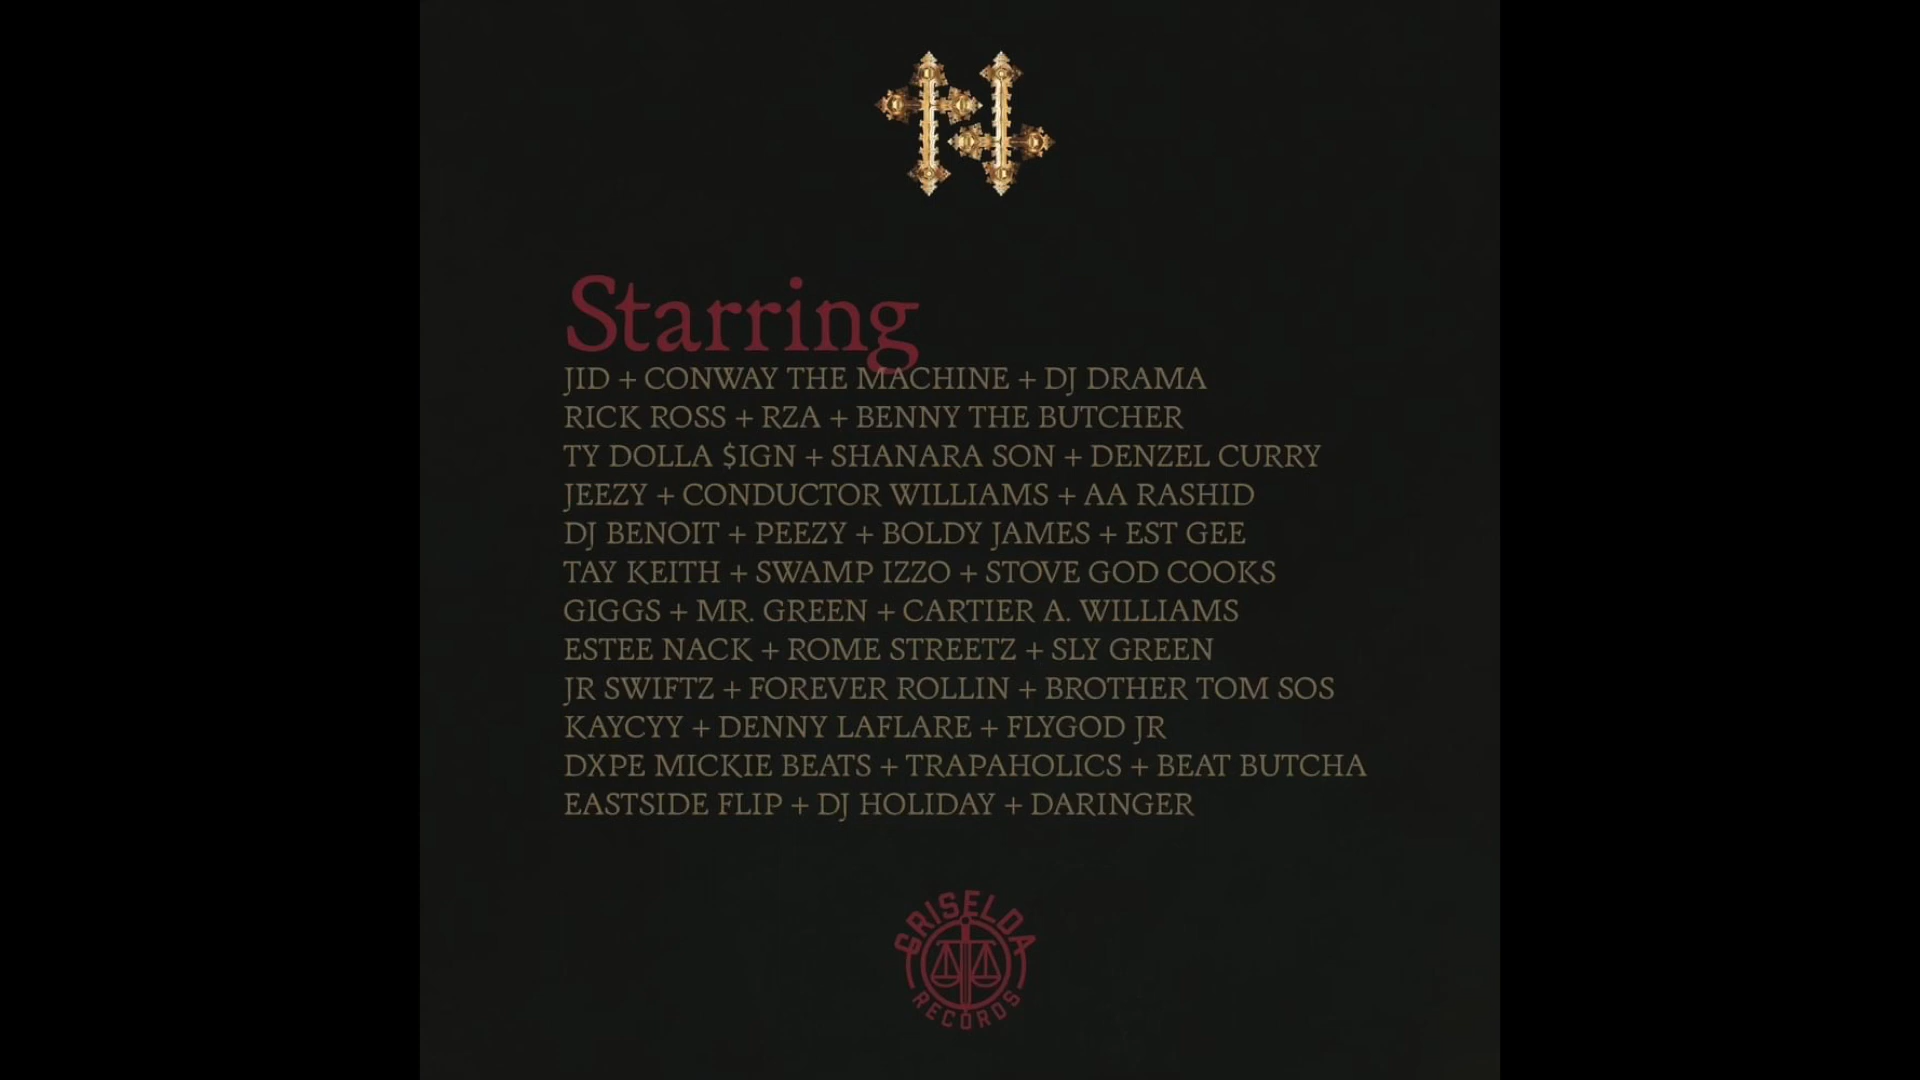 Starring
JID + CONWAY THE MACHINE + DJ DRAMA
RICK ROSS + RZA + BENNY THE BUTCHER
TY DOLLA $IGN + SHANARA SON + DENZEL CURRY
JEEZY + CONDUCTOR WILLIAMS + AA RASHID
DJ BENOIT + PEEZY + BOLDY JAMES + EST GEE
TAY KEITH + SWAMP IZZO + STOVE GOD COOKS
GIGGS + MR. GREEN + CARTIER A. WILLIAMS
ESTEE NACK + ROME STREETZ + SLY GREEN
JR SWIFTZ + FOREVER ROLLIN + BROTHER TOM SOS
KAYCYY + DENNY LAFLARE + FLYGOD JR
DXPE MICKIE BEATS + TRAPAHOLICS + BEAT BUTCHA
EASTSIDE FLIP + DJ HOLIDAY + DARINGER
GRISELDA
RECORDS